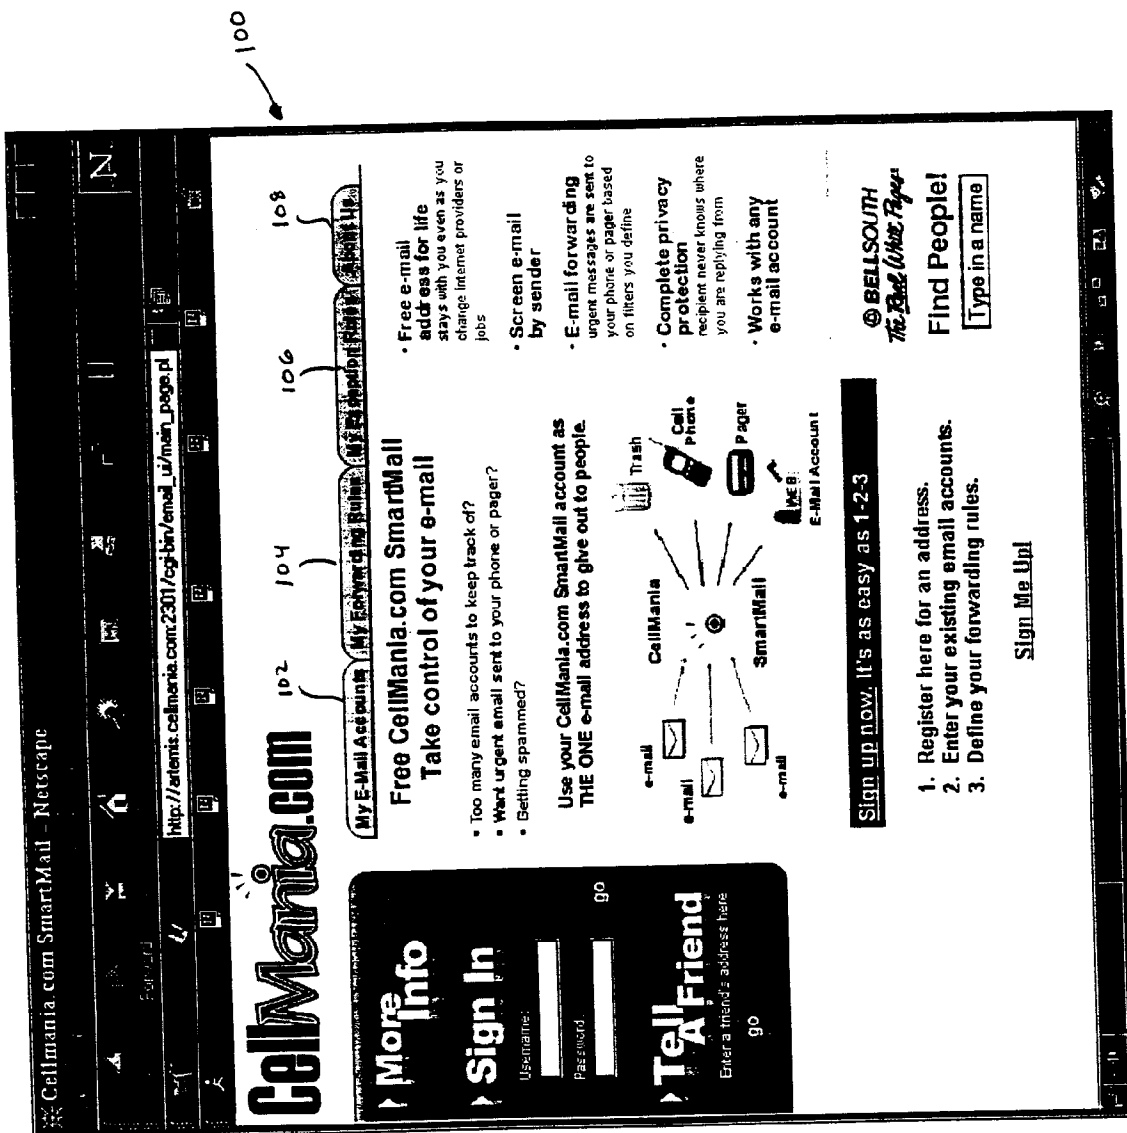 100
Cellmania.com SmartMail - Netscape
N
Forward
http://artemis.cellmania.com:2301/cgi-bin/email_ui/main_page.pl
CellMania.com
102
104
106
108
My E-Mail Accounts
My Forwarding Rules
My Exception Rules
About Us
More Info
Sign In
Username:
Password:
go
Tell A Friend
Enter a friend's address here
go
Free CellMania.com SmartMail
Take control of your e-mail
• Too many email accounts to keep track of?
• Want urgent email sent to your phone or pager?
• Getting spammed?
Use your CellMania.com SmartMail account as
THE ONE e-mail address to give out to people.
e-mail
e-mail
e-mail
CellMania
SmartMail
Trash
Cell Phone
Pager
WEB
E-Mail Account
• Free e-mail
address for life
stays with you even as you
change Internet providers or
jobs
• Screen e-mail
by sender
• E-mail forwarding
urgent messages are sent to
your phone or pager based
on filters you define
• Complete privacy
protection
recipient never knows where
you are replying from
• Works with any
e-mail account
Sign up now. It's as easy as 1-2-3
1. Register here for an address.
2. Enter your existing email accounts.
3. Define your forwarding rules.
Sign Me Up!
BELLSOUTH
The Real White Pages
Find People!
Type in a name